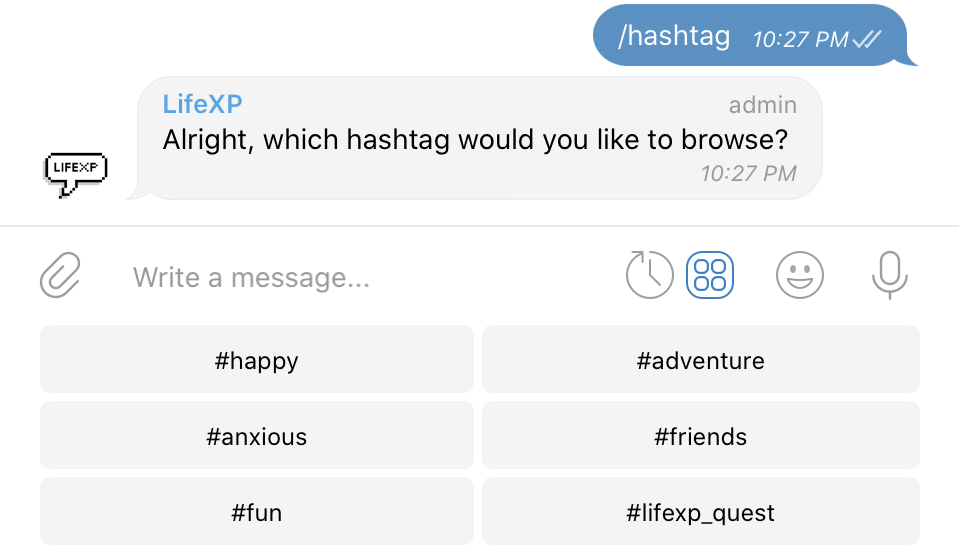 /hashtag 10:27 PM
LifeXP admin
Alright, which hashtag would you like to browse?
10:27 PM
LIFEXP
Write a message...
#happy #adventure
#anxious #friends
#fun #lifexp_quest